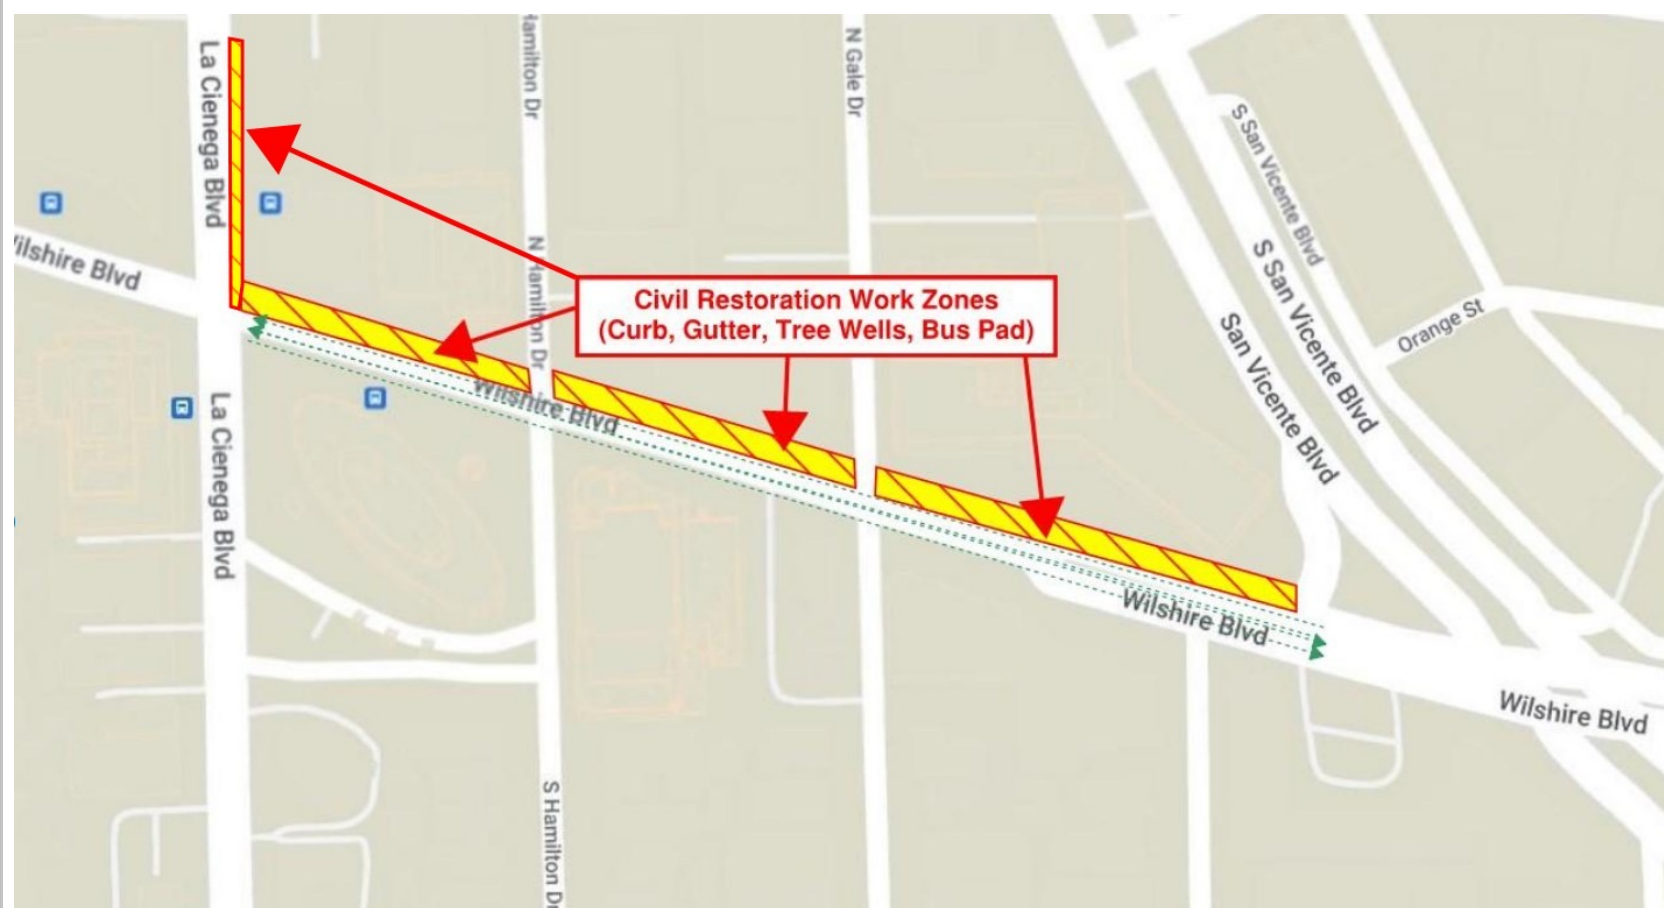 La Cienega Blvd
Hamilton Dr
N Gale Dr
S San Vicente Blvd
S San Vicente Blvd
Wilshire Blvd
N Hamilton Dr
Civil Restoration Work Zones
(Curb, Gutter, Tree Wells, Bus Pad)
Orange St
San Vicente Blvd
Wilshire Blvd
La Cienega Blvd
Wilshire Blvd
Wilshire Blvd
S Hamilton Dr